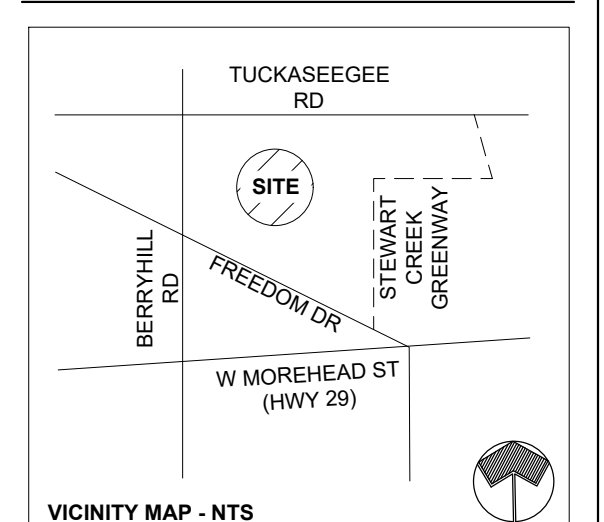 TUCKASEEGEE
RD
SITE
STEWART
CREEK
GREENWAY
BERRYHILL
RD
FREEDOM DR
W MOREHEAD ST
(HWY 29)
VICINITY MAP - NTS